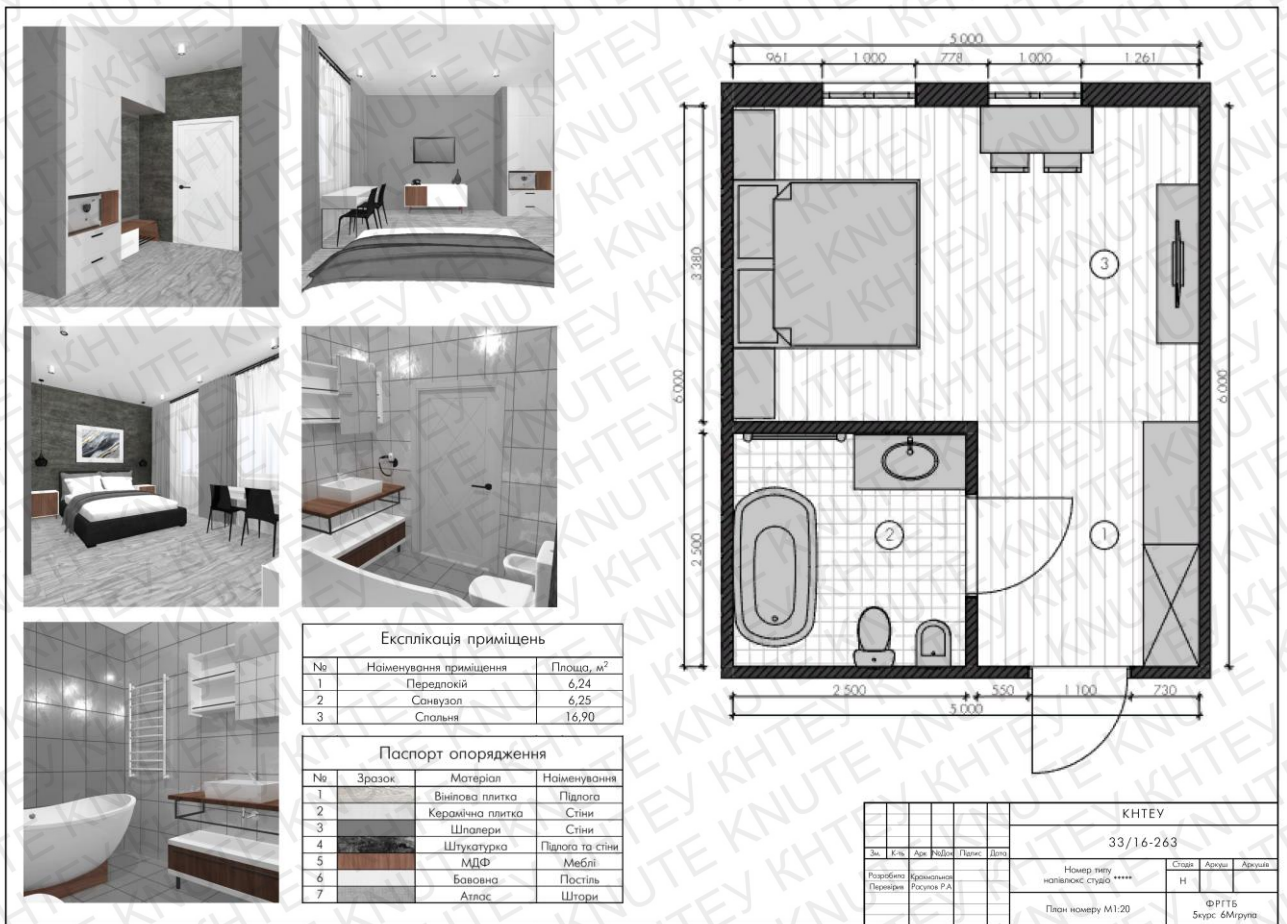 5 000
961 1 000 778 1 000 1 261
3 380
6 000
2 500
6 000
3
2
1
2 500 550 1 100 730
5 000
Експлікація приміщень
№ Найменування приміщення Площа, м²
1 Передпокій 6,24
2 Санвузол 6,25
3 Спальня 16,90
Паспорт опорядження
№ Зразок Матеріал Найменування
1 Вінілова плитка Підлога
2 Керамічна плитка Стіни
3 Шпалери Стіни
4 Штукатурка Підлога та стіни
5 МДФ Меблі
6 Бавовна Постіль
7 Атлас Штори
КНТЕУ
33/16-263
Зм. К-ть Арк №Док Підпис Дата
Розробила
Перевірив Расулов Р.А
Номер типу
напівлюкс студіо *****
Стадія Аркуш Аркушів
Н
План номеру М1:20
ФРГТБ
5курс 6Мгрупа
KNUTE КНТЕУ KNUTE КНТЕУ